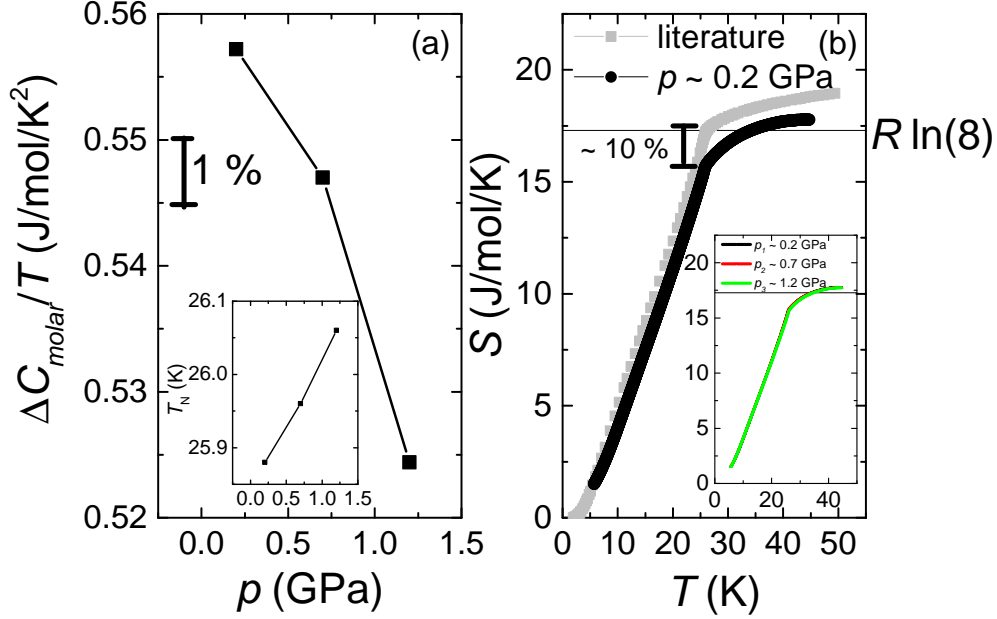 0.56
0.55
0.54
0.53
0.52
ΔC_molar/T (J/mol/K²)
(a)
1 %
26.1
26.0
25.9
25.8
T_N (K)
0.0 0.5 1.0 1.5
0.0 0.5 1.0 1.5
p (GPa)
literature
p ~ 0.2 GPa
(b)
20
15
10
5
0
S (J/mol/K)
~ 10 %
R ln(8)
p₁ ~ 0.2 GPa
p₂ ~ 0.7 GPa
p₃ ~ 1.2 GPa
20
15
10
5
0
0 20 40
0 10 20 30 40 50
T (K)